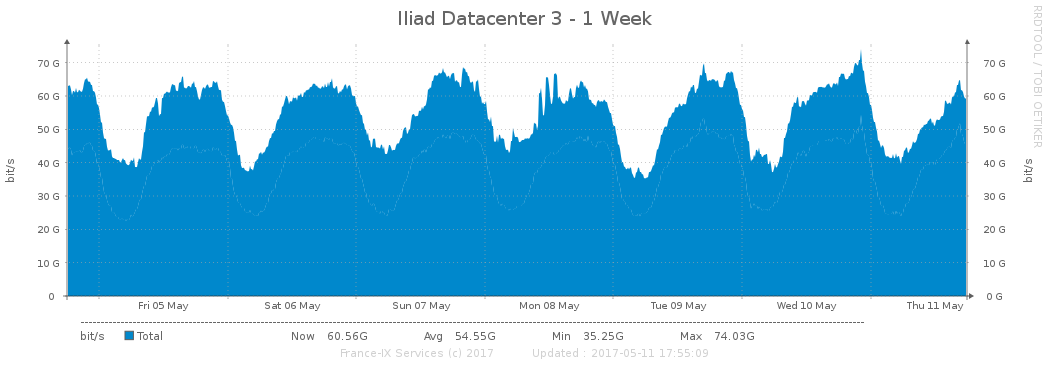 Iliad Datacenter 3 - 1 Week
RRDTOOL / TOBI OETIKER
bit/s
70 G
60 G
50 G
40 G
30 G
20 G
10 G
0
70 G
60 G
50 G
40 G
30 G
20 G
10 G
0 G
bit/s
Fri 05 May Sat 06 May Sun 07 May Mon 08 May Tue 09 May Wed 10 May Thu 11 May
bit/s Total Now 60.56G Avg 54.55G Min 35.25G Max 74.03G
France-IX Services (c) 2017 Updated : 2017-05-11 17:55:09